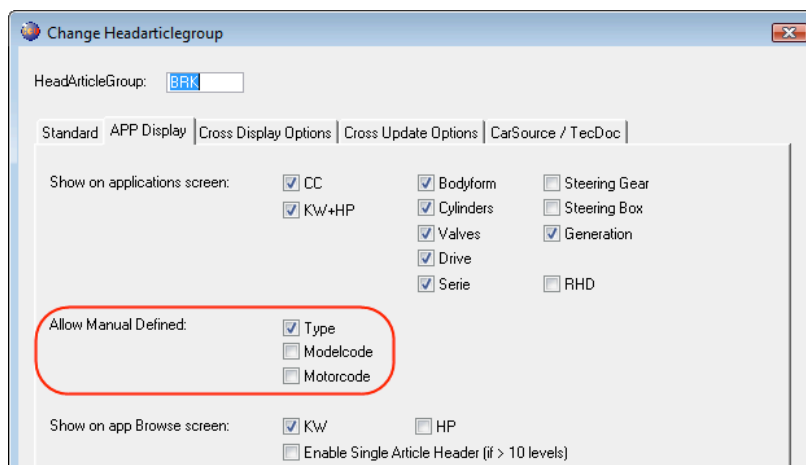 Change Headarticlegroup
HeadArticleGroup: BRK
Standard APP Display Cross Display Options Cross Update Options CarSource / TecDoc
Show on applications screen: CC Bodyform Steering Gear
KW+HP Cylinders Steering Box
Valves Generation
Drive
Serie RHD
Allow Manual Defined: Type
Modelcode
Motorcode
Show on app Browse screen: KW HP
Enable Single Article Header (if > 10 levels)